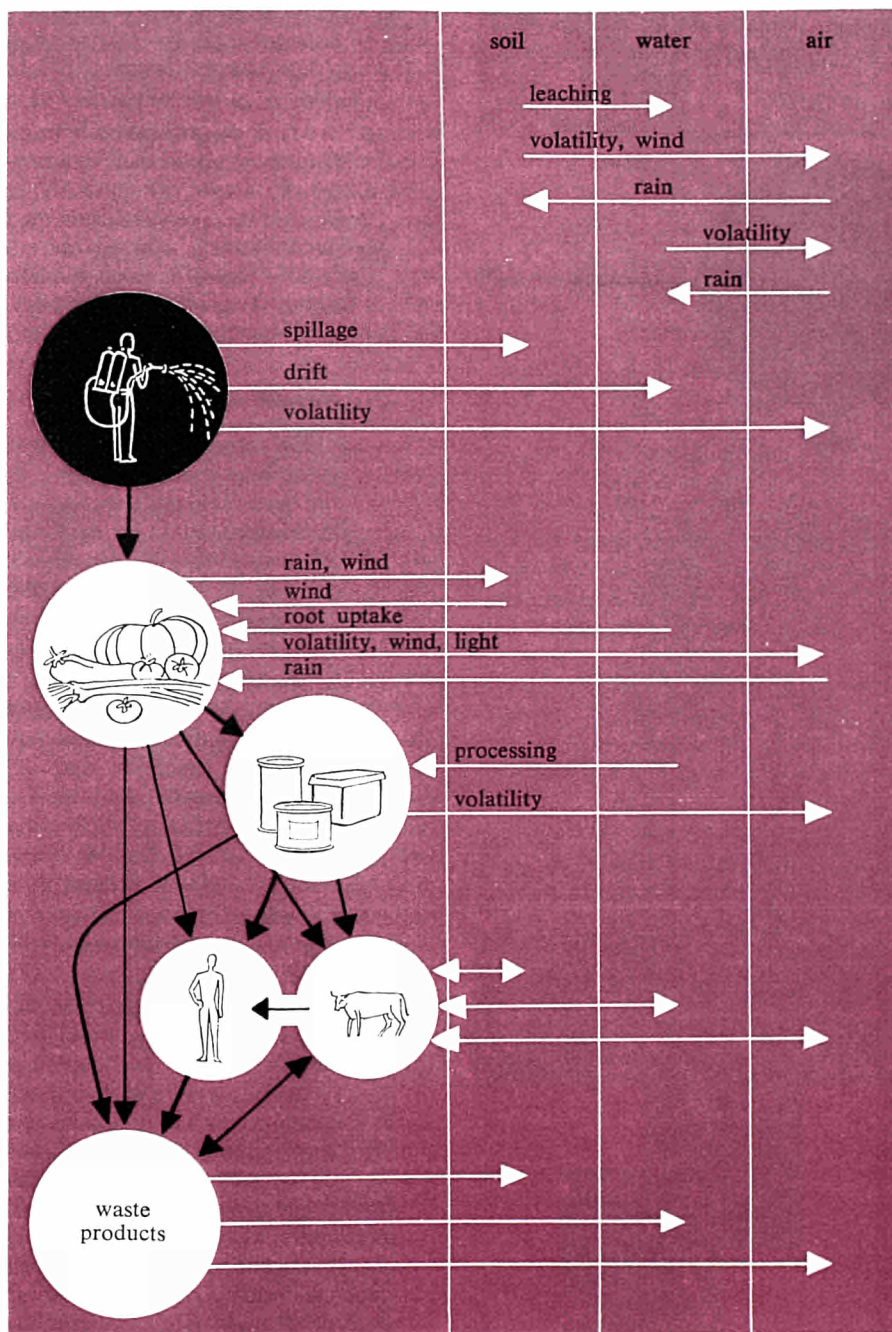 soil water air
leaching
volatility, wind
rain
volatility
rain
spillage
drift
volatility
rain, wind
wind
root uptake
volatility, wind, light
rain
processing
volatility
waste
products